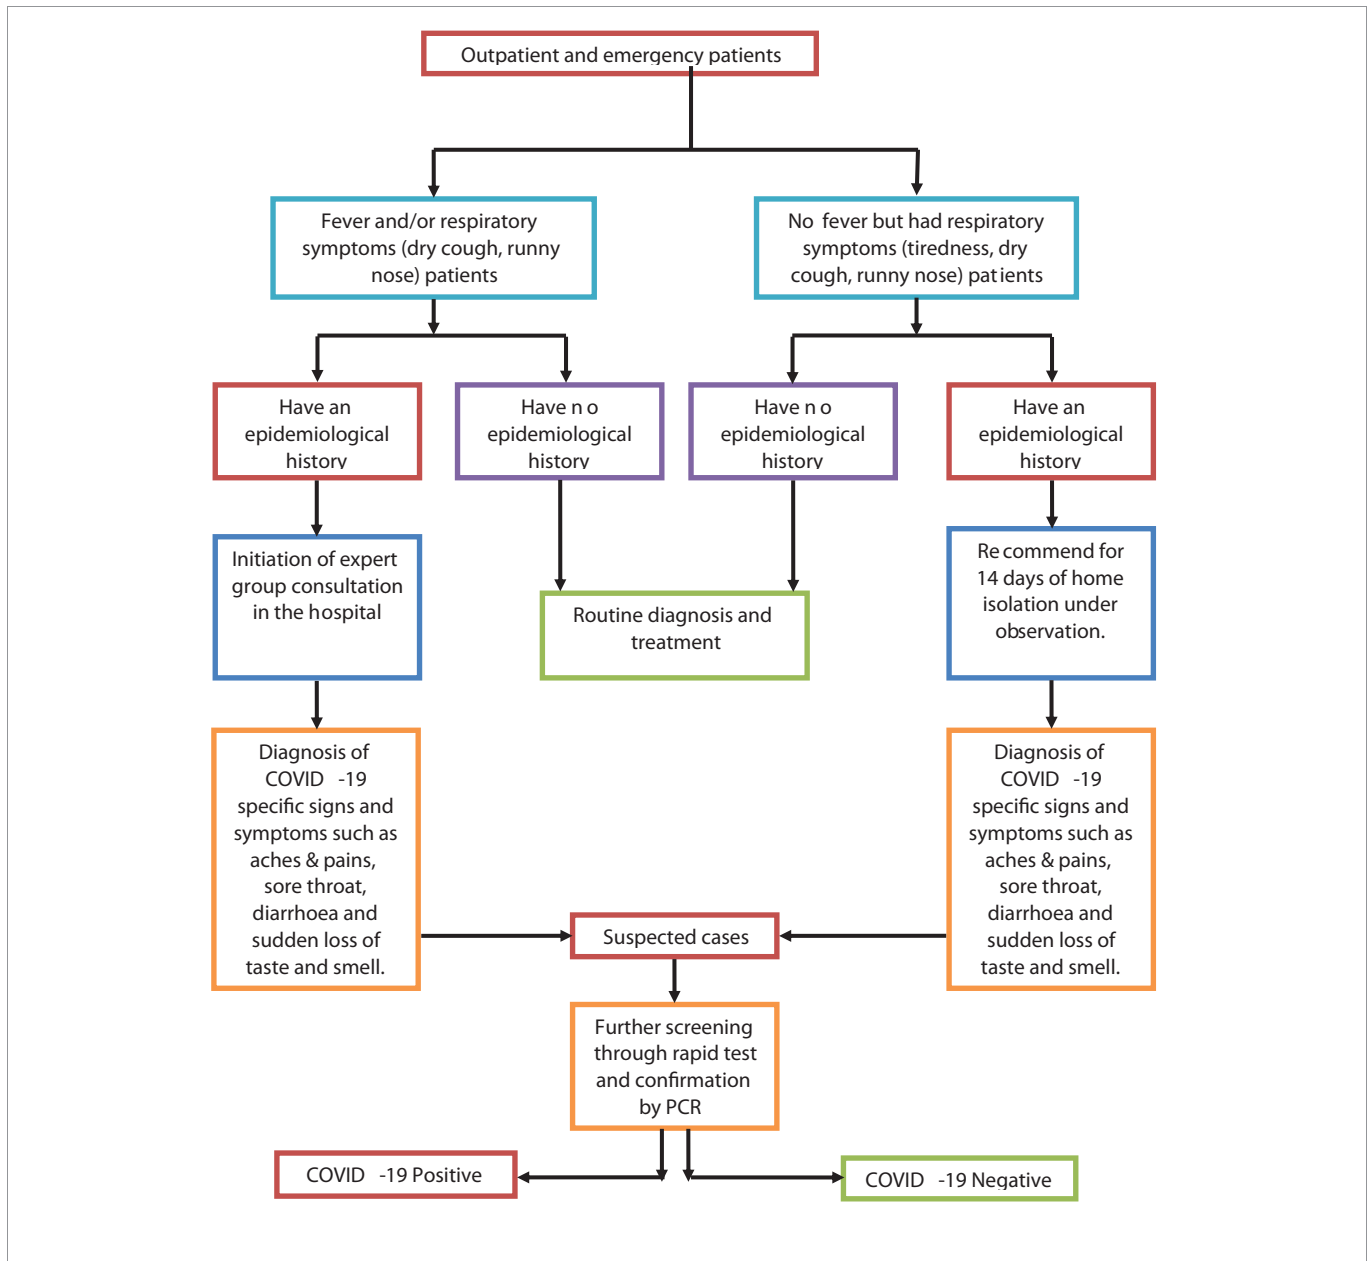 Outpatient and emergency patients
Fever and/or respiratory
symptoms (dry cough, runny
nose) patients
No fever but had respiratory
symptoms (tiredness, dry
cough, runny nose) patients
Have an
epidemiological
history
Have n o
epidemiological
history
Have n o
epidemiological
history
Have an
epidemiological
history
Initiation of expert
group consultation
in the hospital
Routine diagnosis and
treatment
Re commend for
14 days of home
isolation under
observation.
Diagnosis of
COVID -19
specific signs and
symptoms such as
aches & pains,
sore throat,
diarrhoea and
sudden loss of
taste and smell.
Diagnosis of
COVID -19
specific signs and
symptoms such as
aches & pains,
sore throat,
diarrhoea and
sudden loss of
taste and smell.
Suspected cases
Further screening
through rapid test
and confirmation
by PCR
COVID -19 Positive
COVID -19 Negative